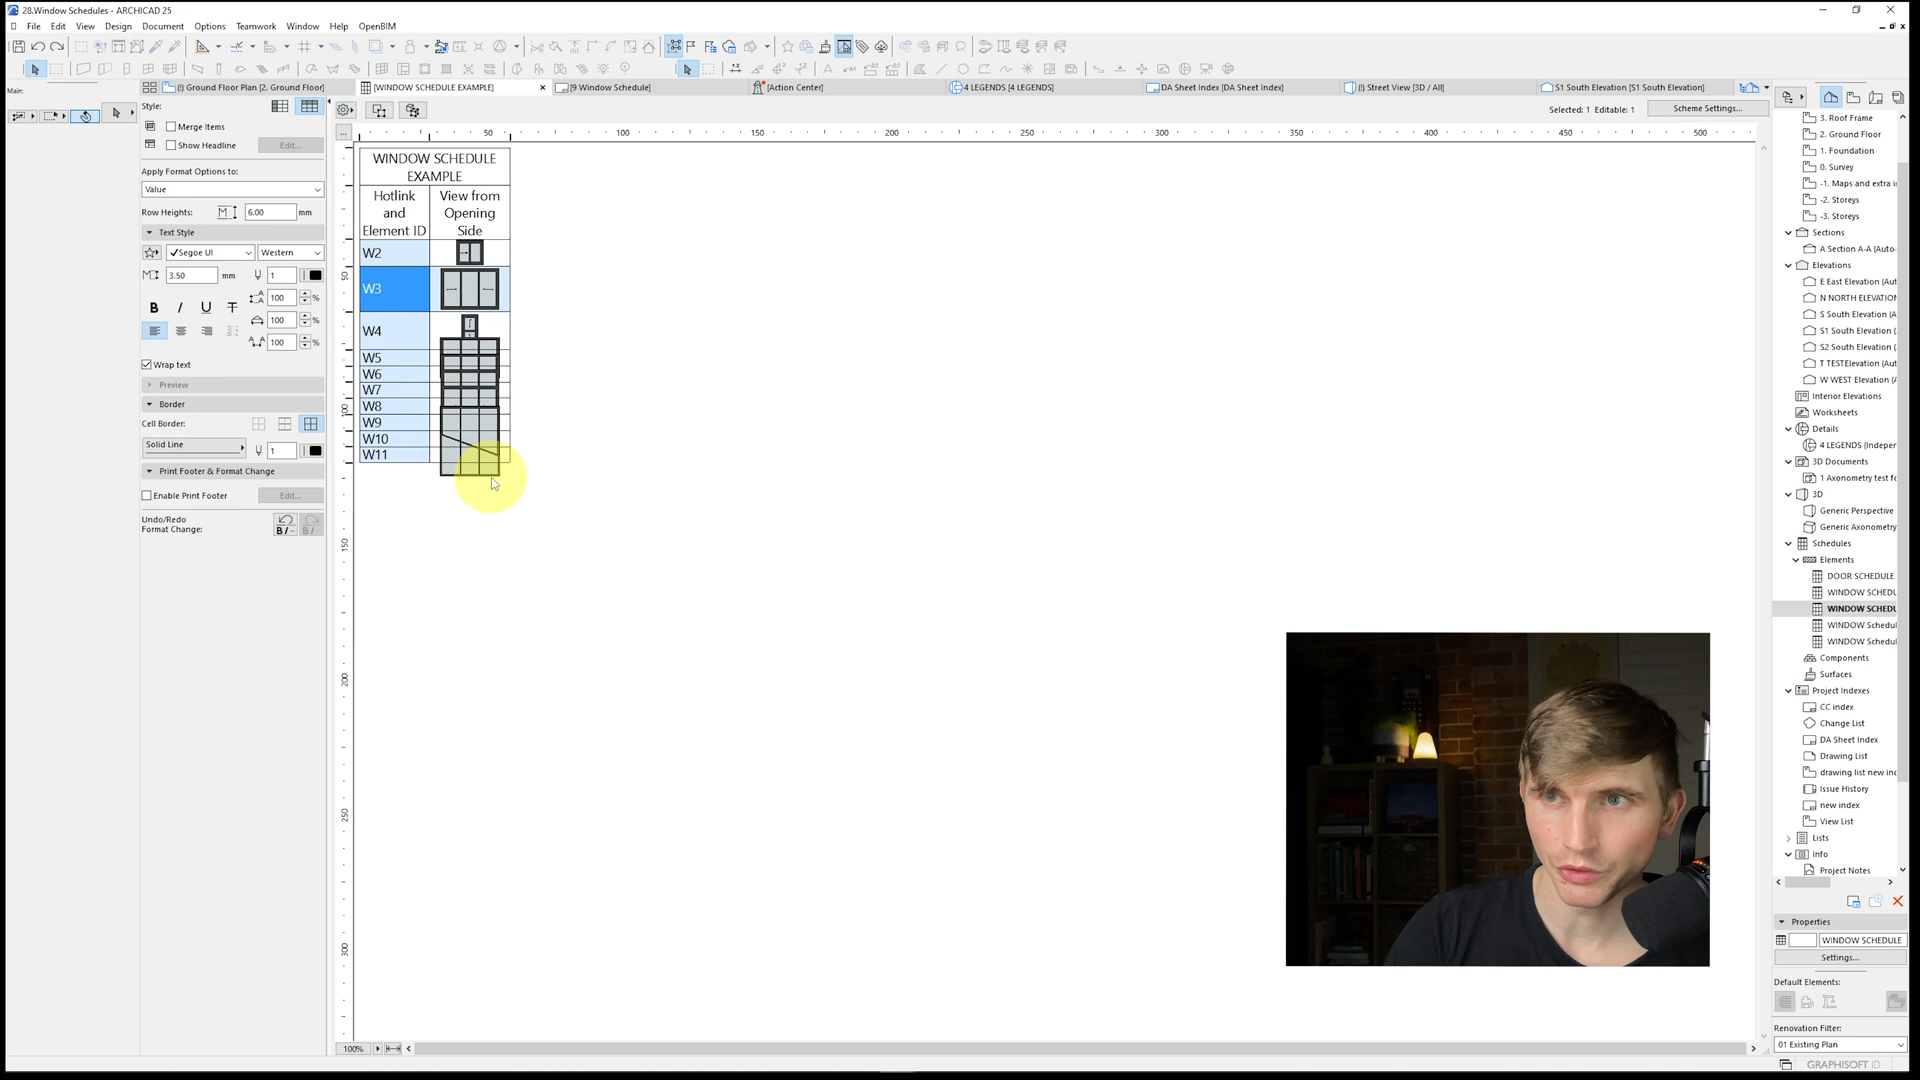 28.Window Schedules - ARCHICAD 25
File Edit View Design Document Options Teamwork Window Help OpenBIM
Main:
(!) Ground Floor Plan [2. Ground Floor]
[WINDOW SCHEDULE EXAMPLE]
[9 Window Schedule]
[Action Center]
4 LEGENDS [4 LEGENDS]
DA Sheet Index [DA Sheet Index]
(!) Street View [3D / All]
S1 South Elevation [S1 South Elevation]
Selected: 1 Editable: 1
Scheme Settings...
Style:
Merge Items
Show Headline
Edit...
Apply Format Options to:
Value
Row Heights:
6.00
mm
Text Style
Segoe UI
Western
3.50
mm
1
100
%
B I U T
100
%
100
%
Wrap text
Preview
Border
Cell Border:
Solid Line
1
Print Footer & Format Change
Enable Print Footer
Edit...
Undo/Redo
Format Change:
50 100 150 200 250 300 350 400 450 500
50
100
150
200
250
300
WINDOW SCHEDULE
EXAMPLE
Hotlink
and
Element ID
View from
Opening
Side
W2
W3
W4
W5
W6
W7
W8
W9
W10
W11
100%
3. Roof Frame
2. Ground Floor
1. Foundation
0. Survey
-1. Maps and extra i
-2. Storeys
-3. Storeys
Sections
A Section A-A (Auto-
Elevations
E East Elevation (Aut
N NORTH ELEVATION
S South Elevation (A
S1 South Elevation (
S2 South Elevation (
T TESTElevation (Aut
W WEST Elevation (A
Interior Elevations
Worksheets
Details
4 LEGENDS (Indeper
3D Documents
1 Axonometry test fo
3D
Generic Perspective
Generic Axonometry
Schedules
Elements
DOOR SCHEDULE
WINDOW SCHEDU
WINDOW SCHEDU
WINDOW Schedul
WINDOW Schedul
Components
Surfaces
Project Indexes
CC index
Change List
DA Sheet Index
Drawing List
drawing list new ind
Issue History
new index
View List
Lists
Info
Project Notes
Properties
WINDOW SCHEDULE
Settings...
Default Elements:
Renovation Filter:
01 Existing Plan
GRAPHISOFT ID